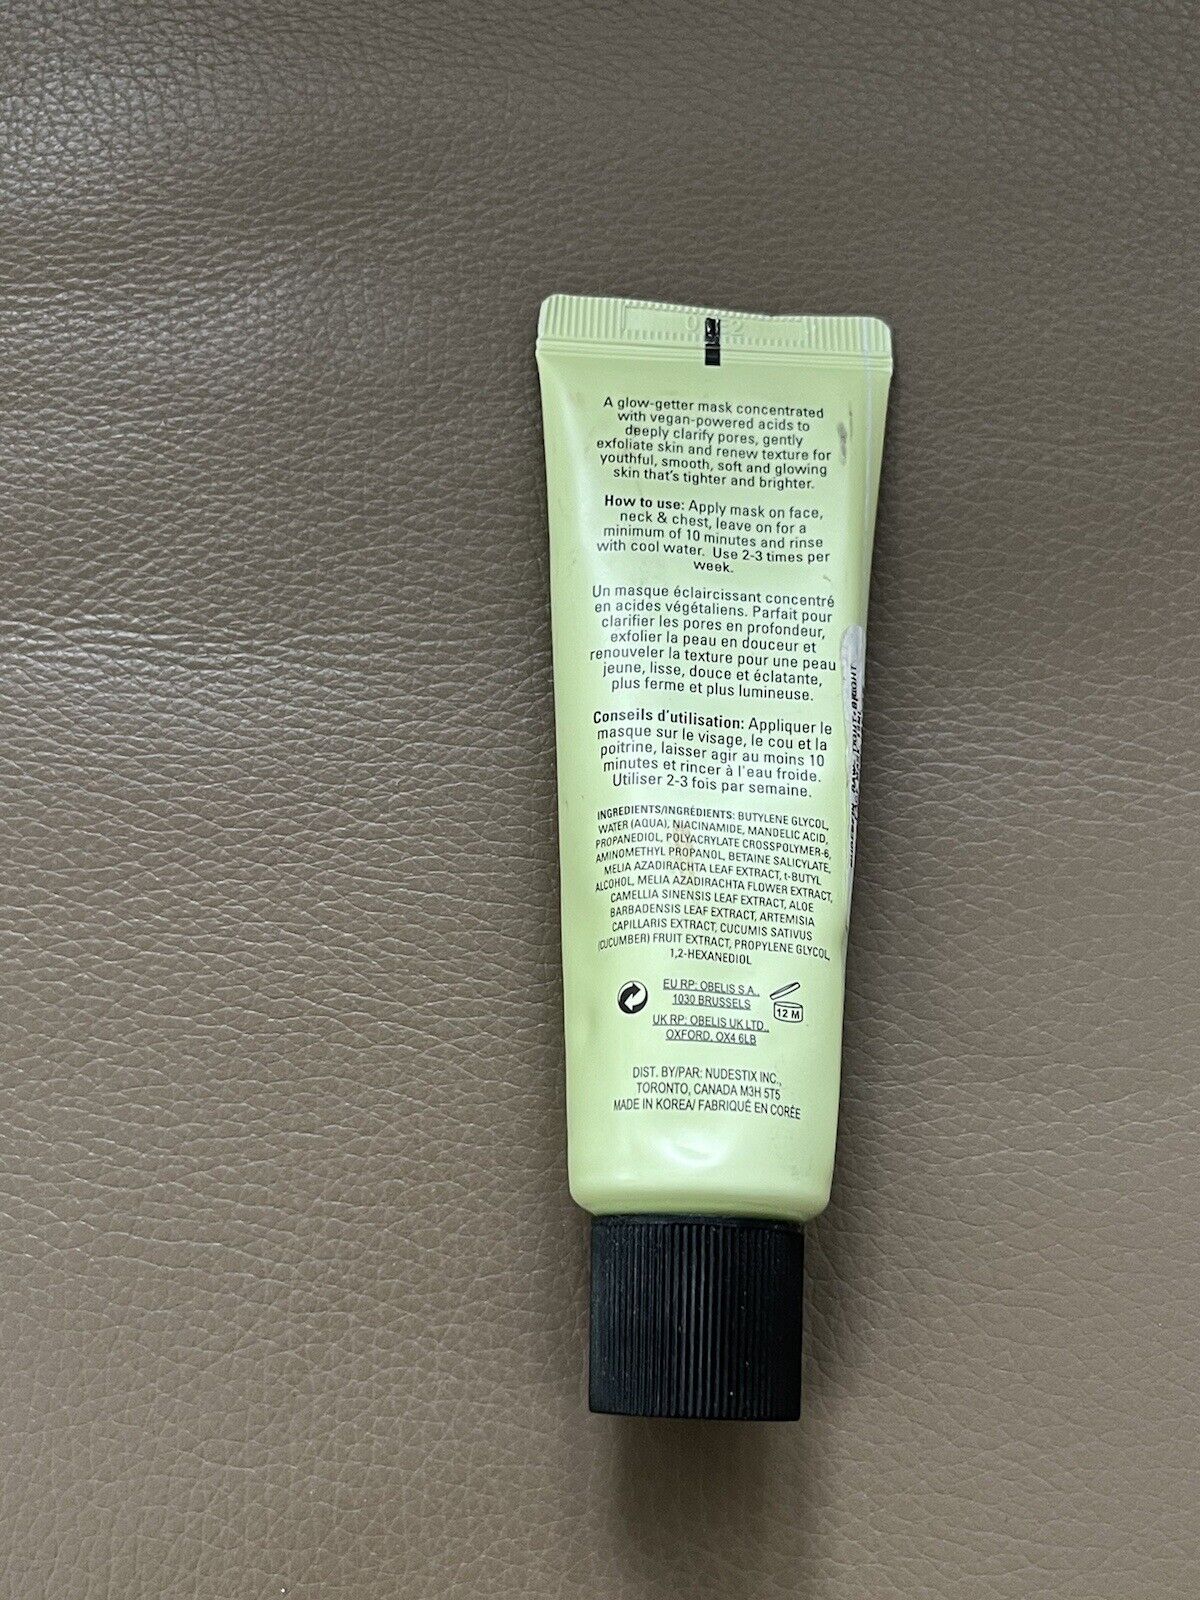 A glow-getter mask concentrated
with vegan-powered acids to
deeply clarify pores, gently
exfoliate skin and renew texture for
youthful, smooth, soft and glowing
skin that's tighter and brighter.
How to use: Apply mask on face,
neck & chest, leave on for a
minimum of 10 minutes and rinse
with cool water. Use 2-3 times per
week.
Un masque éclaircissant concentré
en acides végétaliens. Parfait pour
clarifier les pores en profondeur,
exfolier la peau en douceur et
renouveler la texture pour une peau
jeune, lisse, douce et éclatante,
plus ferme et plus lumineuse.
Conseils d'utilisation: Appliquer le
masque sur le visage, le cou et la
poitrine, laisser agir au moins 10
minutes et rincer à l'eau froide.
Utiliser 2-3 fois par semaine.
INGREDIENTS/INGRÉDIENTS: BUTYLENE GLYCOL,
WATER (AQUA), NIACINAMIDE, MANDELIC ACID,
PROPANEDIOL, POLYACRYLATE CROSSPOLYMER-6,
AMINOMETHYL PROPANOL, BETAINE SALICYLATE,
MELIA AZADIRACHTA LEAF EXTRACT, t-BUTYL
ALCOHOL, MELIA AZADIRACHTA FLOWER EXTRACT,
CAMELLIA SINENSIS LEAF EXTRACT, ALOE
BARBADENSIS LEAF EXTRACT, ARTEMISIA
CAPILLARIS EXTRACT, CUCUMIS SATIVUS
(CUCUMBER) FRUIT EXTRACT, PROPYLENE GLYCOL,
1,2-HEXANEDIOL
EU RP: OBELIS S.A.,
1030 BRUSSELS
12 M
UK RP: OBELIS UK LTD.,
OXFORD, OX4 6LB
DIST. BY/PAR: NUDESTIX INC.,
TORONTO, CANADA M3H 5T5
MADE IN KOREA/ FABRIQUÉ EN CORÉE